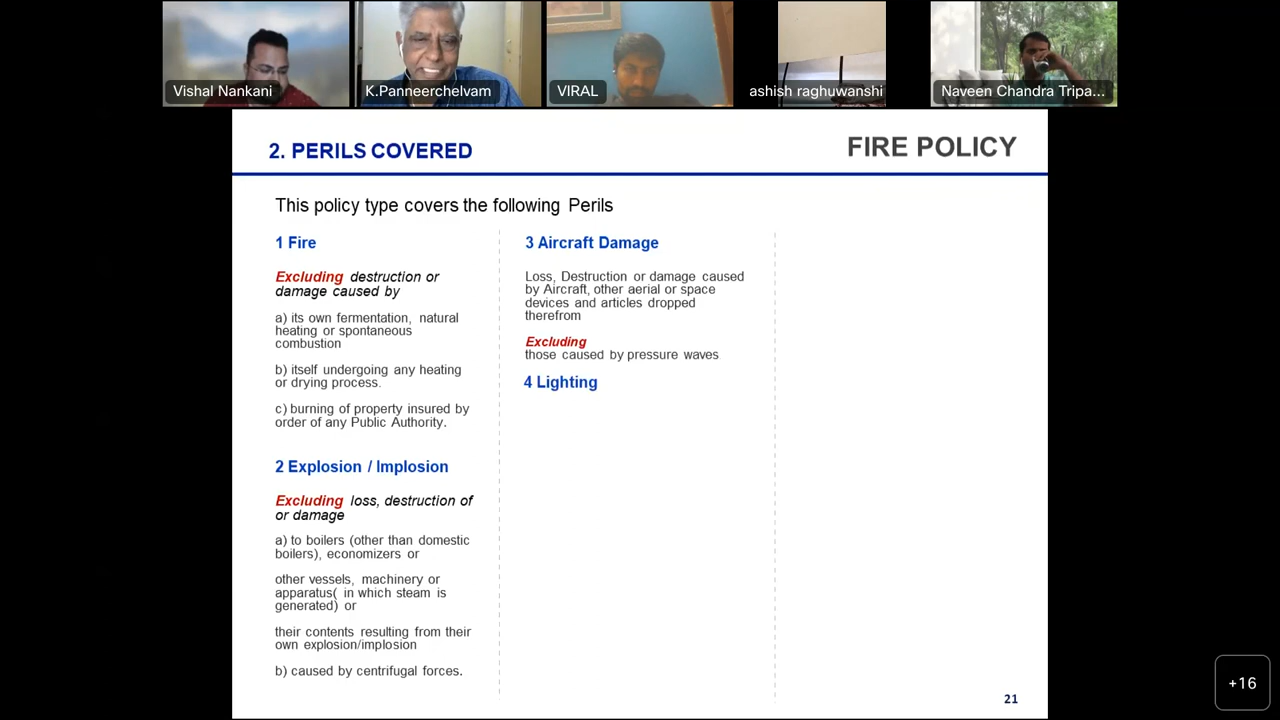 Vishal Nankani
K.Panneerchelvam
VIRAL
ashish raghuwanshi
Naveen Chandra Tripa...
2. PERILS COVERED
FIRE POLICY
This policy type covers the following Perils
1 Fire
Excluding destruction or
damage caused by
a) its own fermentation, natural
heating or spontaneous
combustion
b) itself undergoing any heating
or drying process.
c) burning of property insured by
order of any Public Authority.
2 Explosion / Implosion
Excluding loss, destruction of
or damage
a) to boilers (other than domestic
boilers), economizers or
other vessels, machinery or
apparatus( in which steam is
generated) or
their contents resulting from their
own explosion/implosion
b) caused by centrifugal forces.
3 Aircraft Damage
Loss, Destruction or damage caused
by Aircraft, other aerial or space
devices and articles dropped
therefrom
Excluding
those caused by pressure waves
4 Lighting
21
+16